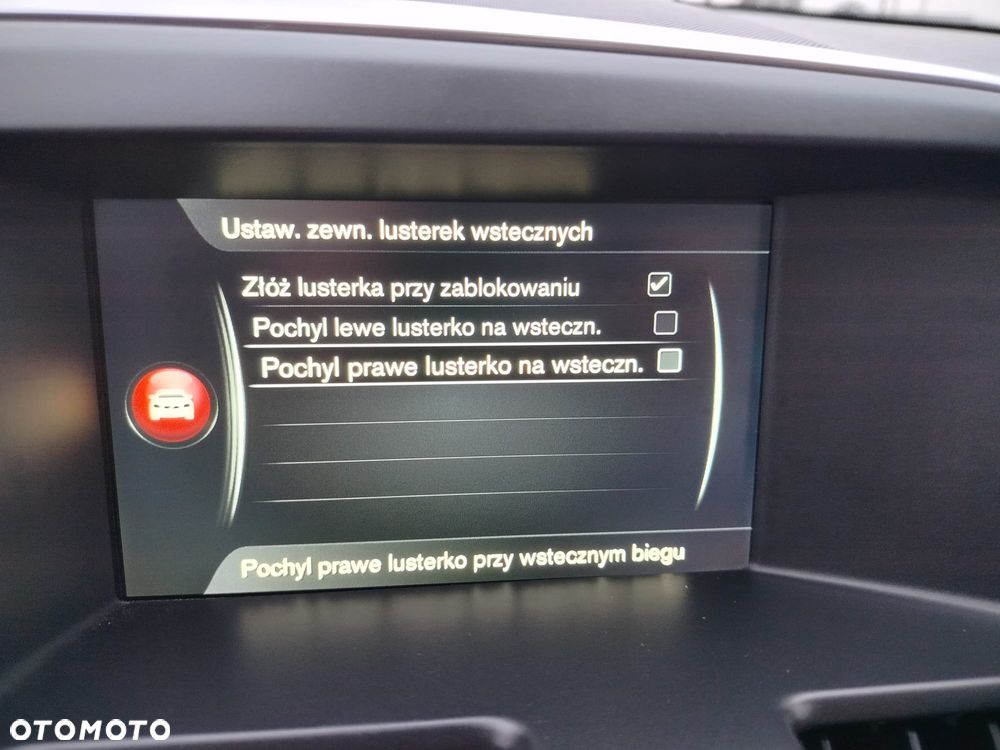 Ustaw. zewn. lusterek wstecznych
Złóż lusterka przy zablokowaniu
Pochyl lewe lusterko na wsteczn.
Pochyl prawe lusterko na wsteczn.
Pochyl prawe lusterko przy wstecznym biegu
OTOMOTO